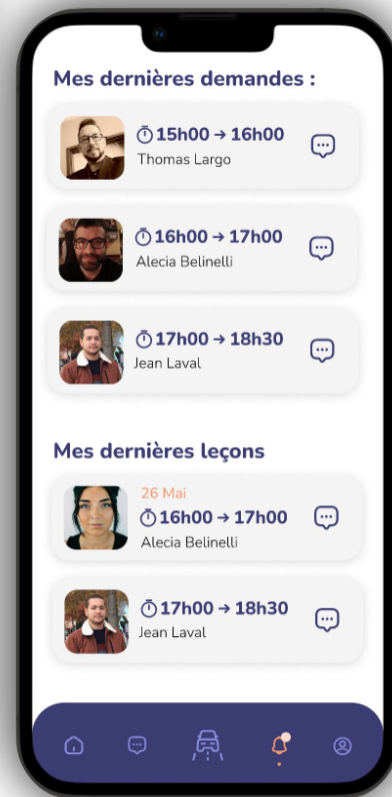 Mes dernières demandes :
15h00 → 16h00
Thomas Largo
16h00 → 17h00
Alecia Belinelli
17h00 → 18h30
Jean Laval
Mes dernières leçons
26 Mai
16h00 → 17h00
Alecia Belinelli
17h00 → 18h30
Jean Laval